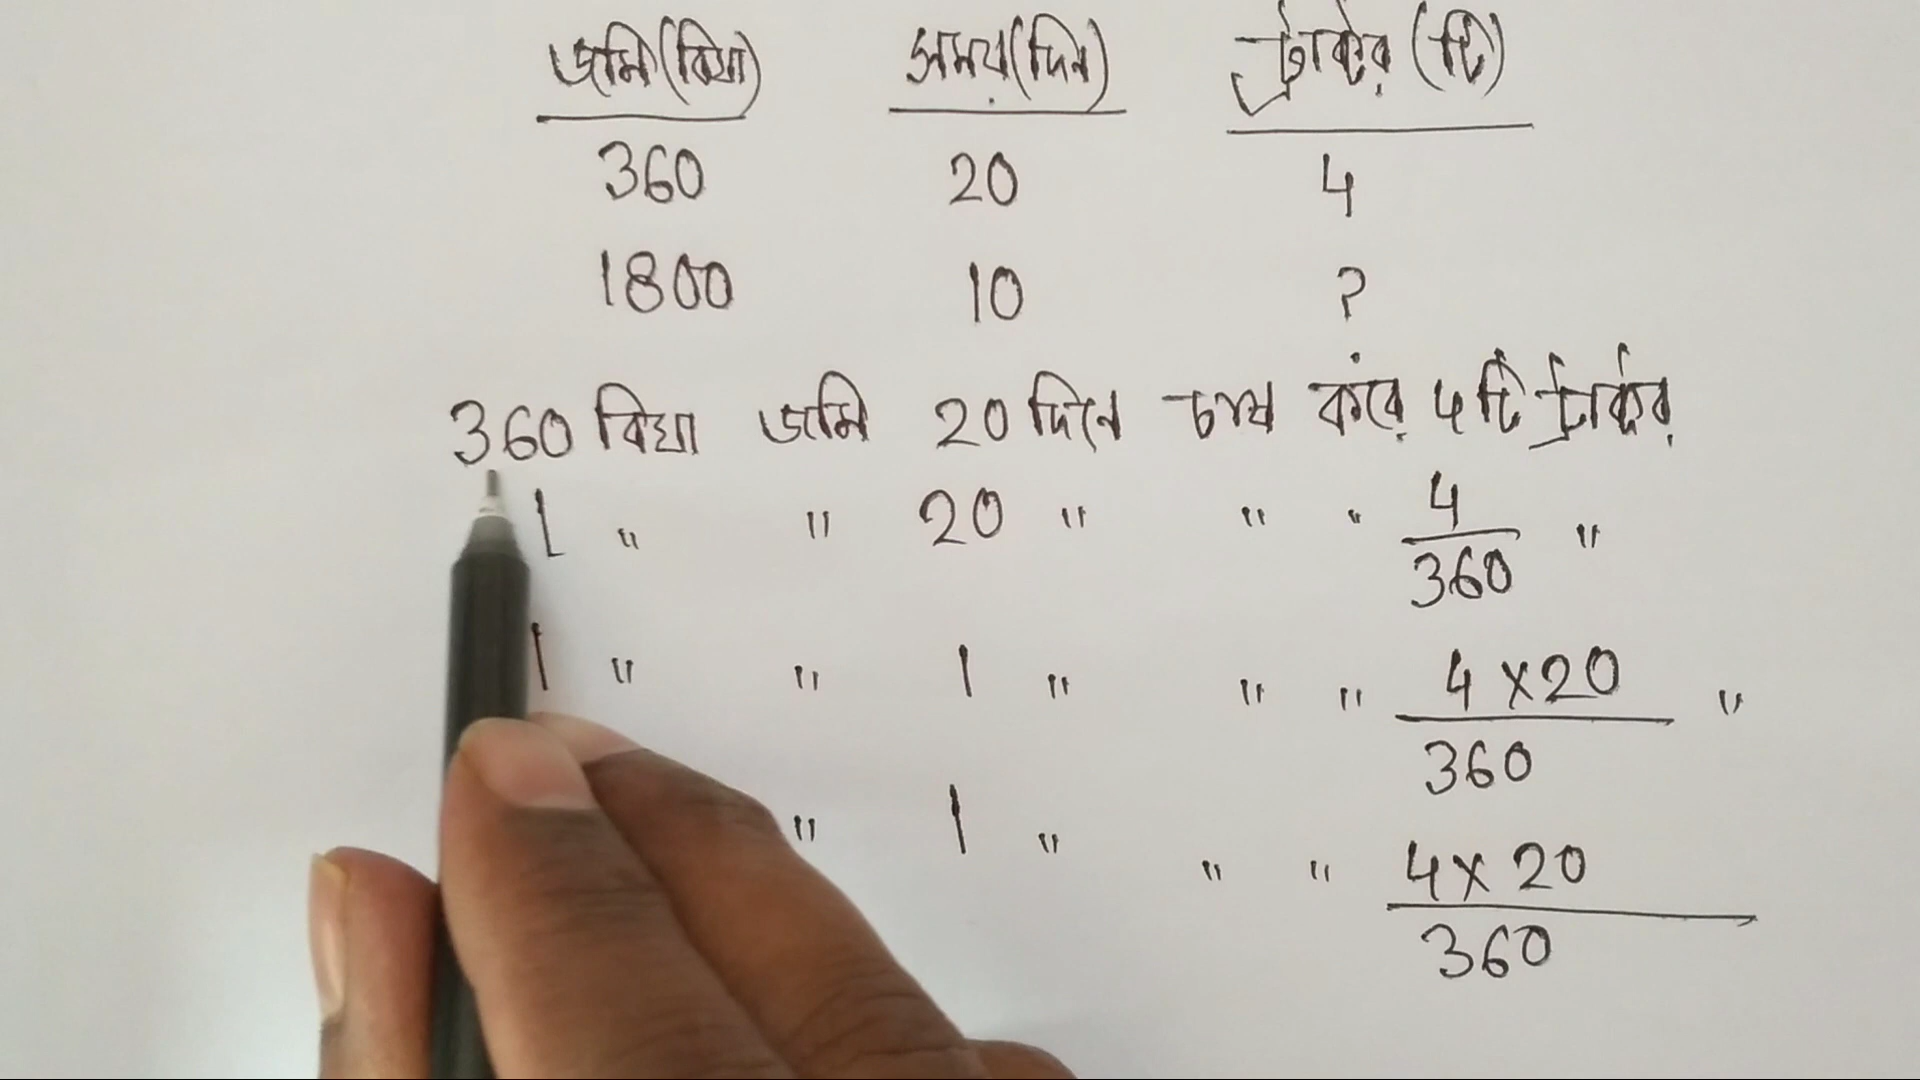 জমি(বিঘা) সময়(দিন) ট্রাক্টর (টি)
360 20 4
1800 10 ?
360 বিঘা জমি 20 দিনে চাষ করে 4টি ট্রাক্টর
1 " " 20 " " " 4/360 "
1 " " 1 " " " 4 x 20/360 "
" 1 " " " 4 x 20/360